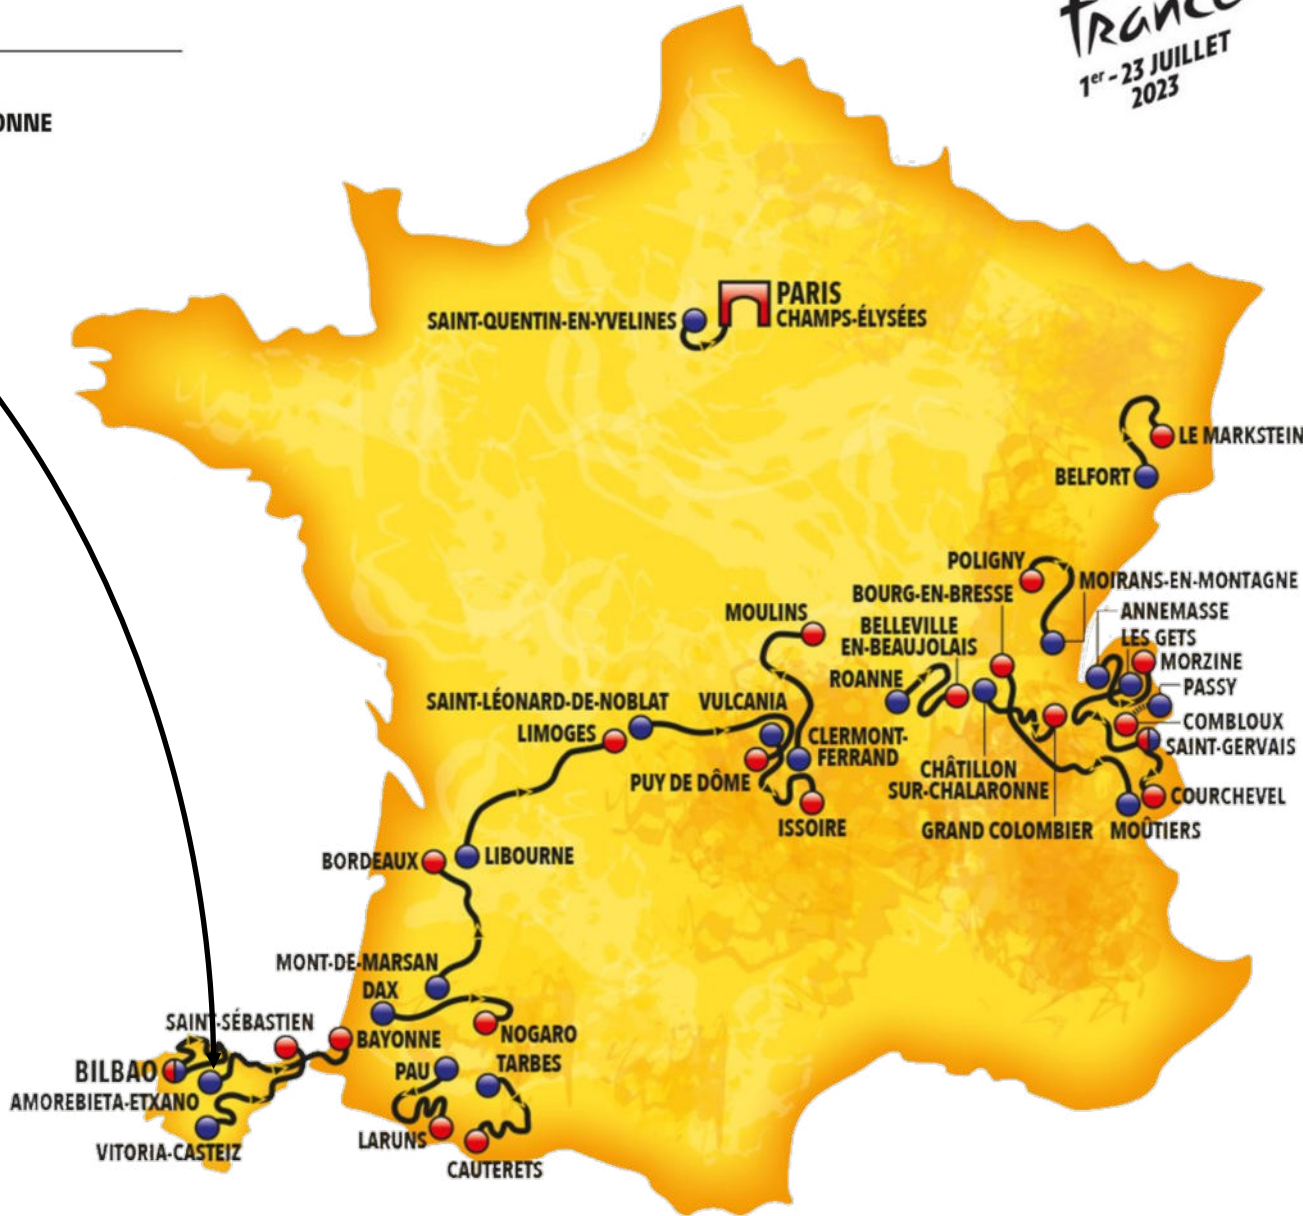 France
1er - 23 JUILLET
2023
PARIS
CHAMPS-ÉLYSÉES
SAINT-QUENTIN-EN-YVELINES
LE MARKSTEIN
BELFORT
POLIGNY
MOIRANS-EN-MONTAGNE
BOURG-EN-BRESSE
ANNEMASSE
MOULINS
BELLEVILLE
EN-BEAUJOLAIS
LES GETS
MORZINE
ROANNE
PASSY
SAINT-LÉONARD-DE-NOBLAT
VULCANIA
COMBLOUX
LIMOGES
CLERMONT-
FERRAND
SAINT-GERVAIS
PUY DE DÔME
CHÂTILLON
SUR-CHALARONNE
COURCHEVEL
ISSOIRE
GRAND COLOMBIER
MOÛTIERS
BORDEAUX
LIBOURNE
MONT-DE-MARSAN
DAX
SAINT-SÉBASTIEN
BAYONNE
NOGARO
BILBAO
PAU
TARBES
AMOREBIETA-ETXANO
LARUNS
VITORIA-CASTEIZ
CAUTERETS